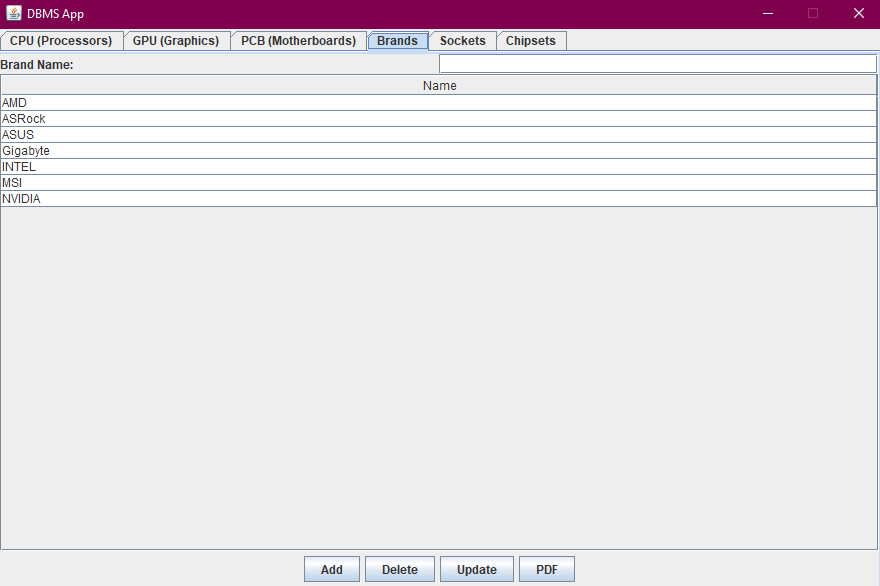 DBMS App
CPU (Processors) GPU (Graphics) PCB (Motherboards) Brands Sockets Chipsets
Brand Name:
Name
AMD
ASRock
ASUS
Gigabyte
INTEL
MSI
NVIDIA
Add Delete Update PDF